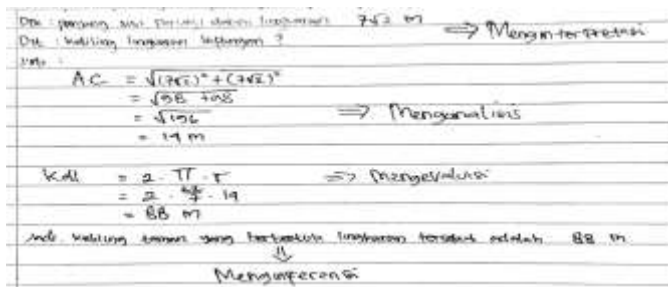 Dik : panjang sisi persegi dalam lingkaran 7√2 m => Menginterpretasi
Dit : keliling lingkaran lapangan ?
AC = √(7√2)² + (7√2)²
= √98 + 98
= √196 => Menganalisis
= 14 m
Kell = 2 . π . r => Mengevaluasi
= 2 . 22/7 . 14
= 88 m
Jadi keliling taman yang berbentuk lingkaran tersebut adalah 88 m
⇓
Menginferensi